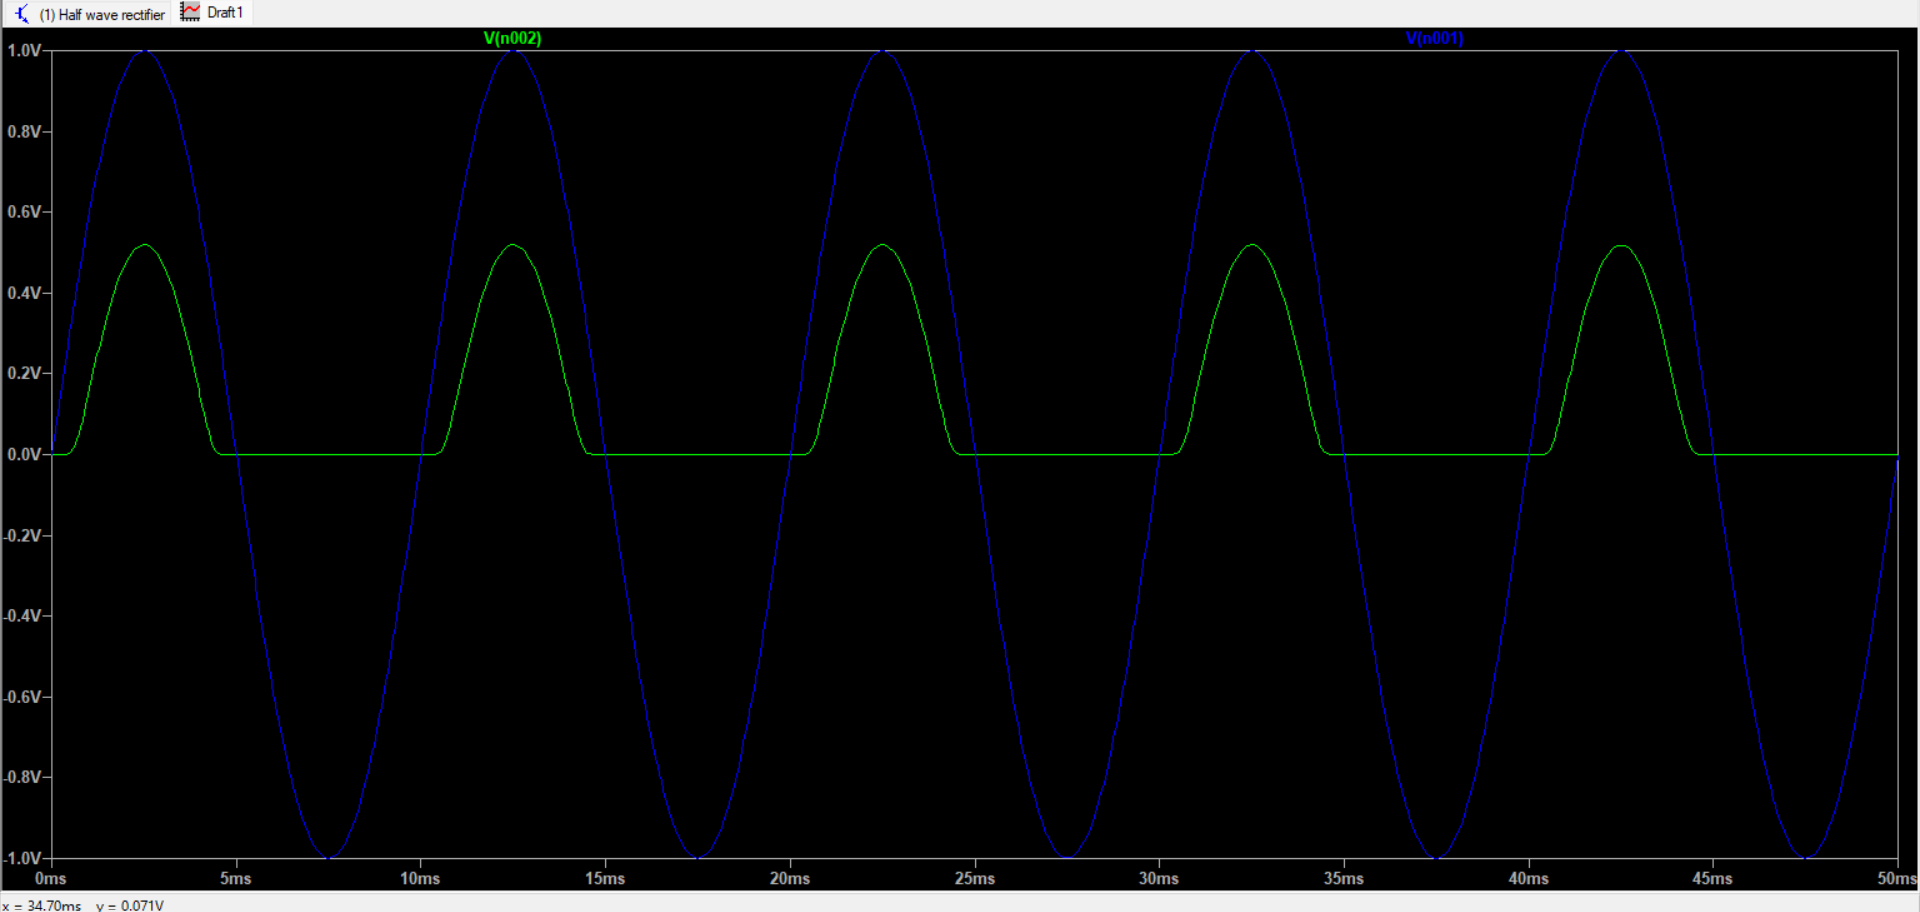 (1) Half wave rectifier Draft1
V(n002) V(n001)
1.0V
0.8V
0.6V
0.4V
0.2V
0.0V
-0.2V
-0.4V
-0.6V
-0.8V
-1.0V
0ms 5ms 10ms 15ms 20ms 25ms 30ms 35ms 40ms 45ms 50ms
x = 34.70ms y = 0.071V